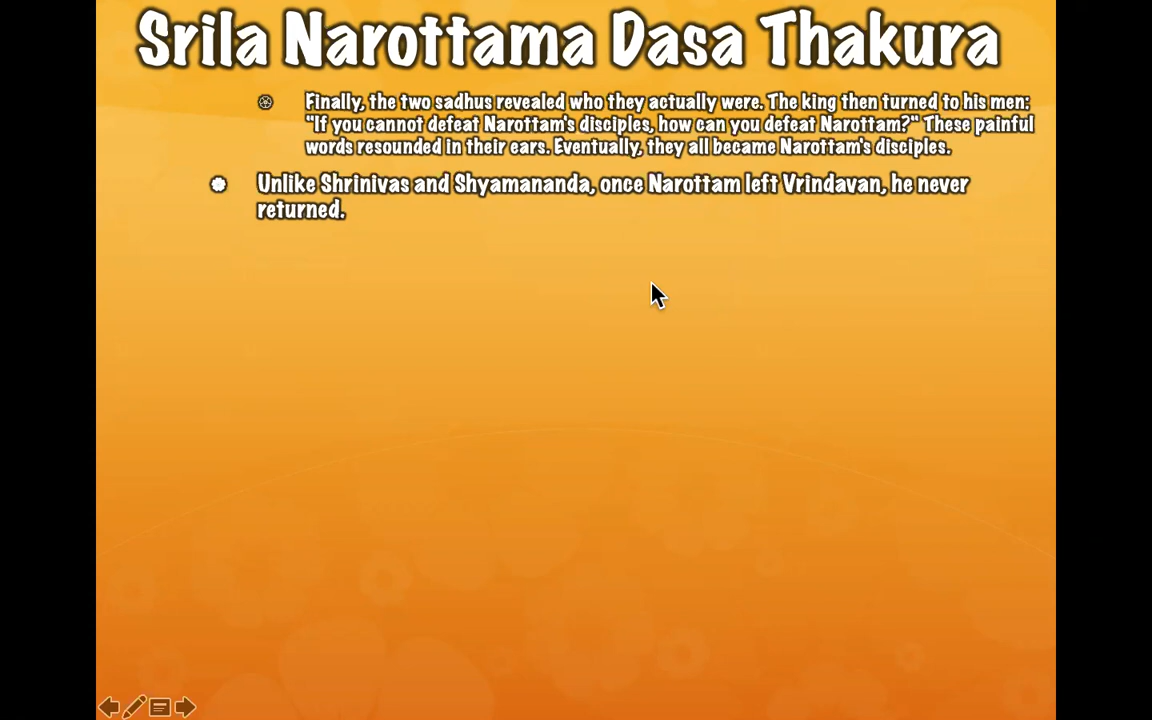 Srila Narottama Dasa Thakura
Finally, the two sadhus revealed who they actually were. The king then turned to his men:
"If you cannot defeat Narottam's disciples, how can you defeat Narottam?" These painful
words resounded in their ears. Eventually, they all became Narottam's disciples.
Unlike Shrinivas and Shyamananda, once Narottam left Vrindavan, he never
returned.